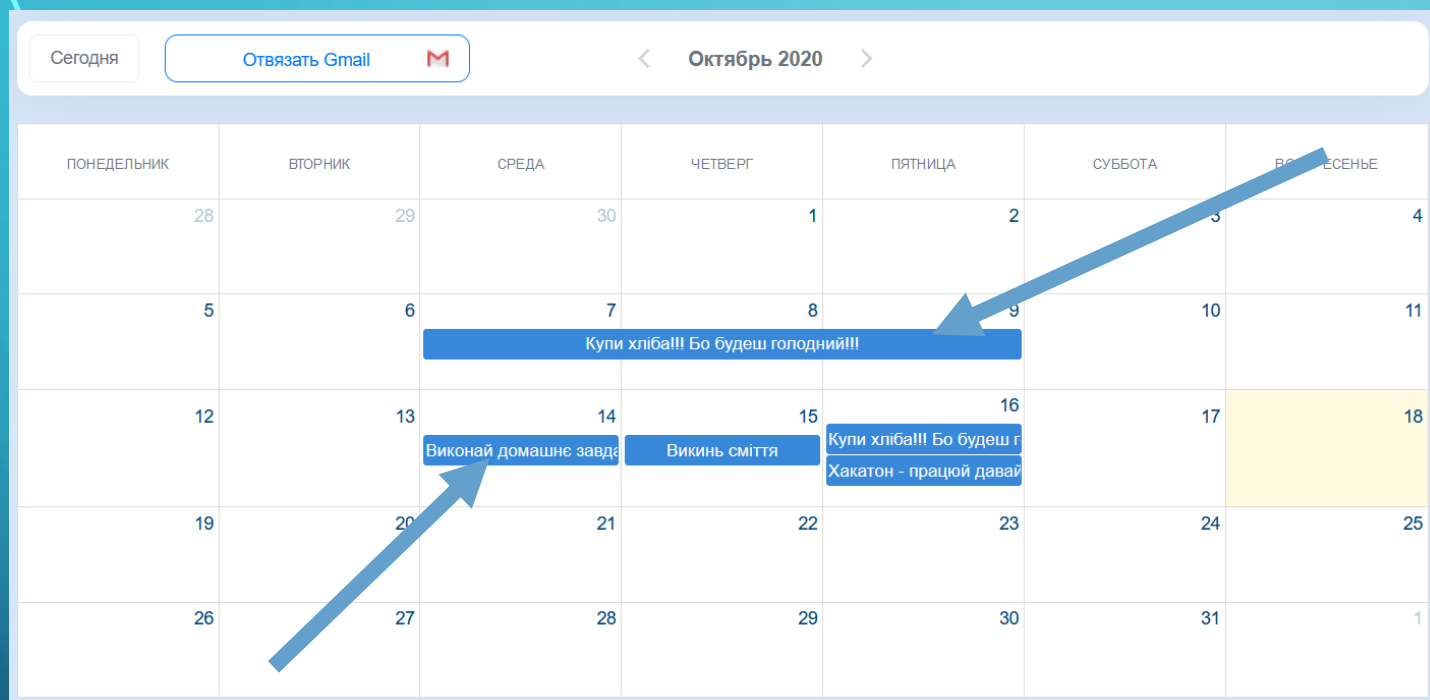 Сегодня Отвязать Gmail Октябрь 2020
ПОНЕДЕЛЬНИК ВТОРНИК СРЕДА ЧЕТВЕРГ ПЯТНИЦА СУББОТА
28 29 30 1 2 3 4
5 6 7 8 9 10 11
Купи хліба!!! Бо будеш голодний!!!
12 13 14 15 16 17 18
Виконай домашнє Викинь сміття Купи хліба!!! Бо будеш
Хакатон - працюй давай
19 20 21 22 23 24 25
26 27 28 29 30 31 1